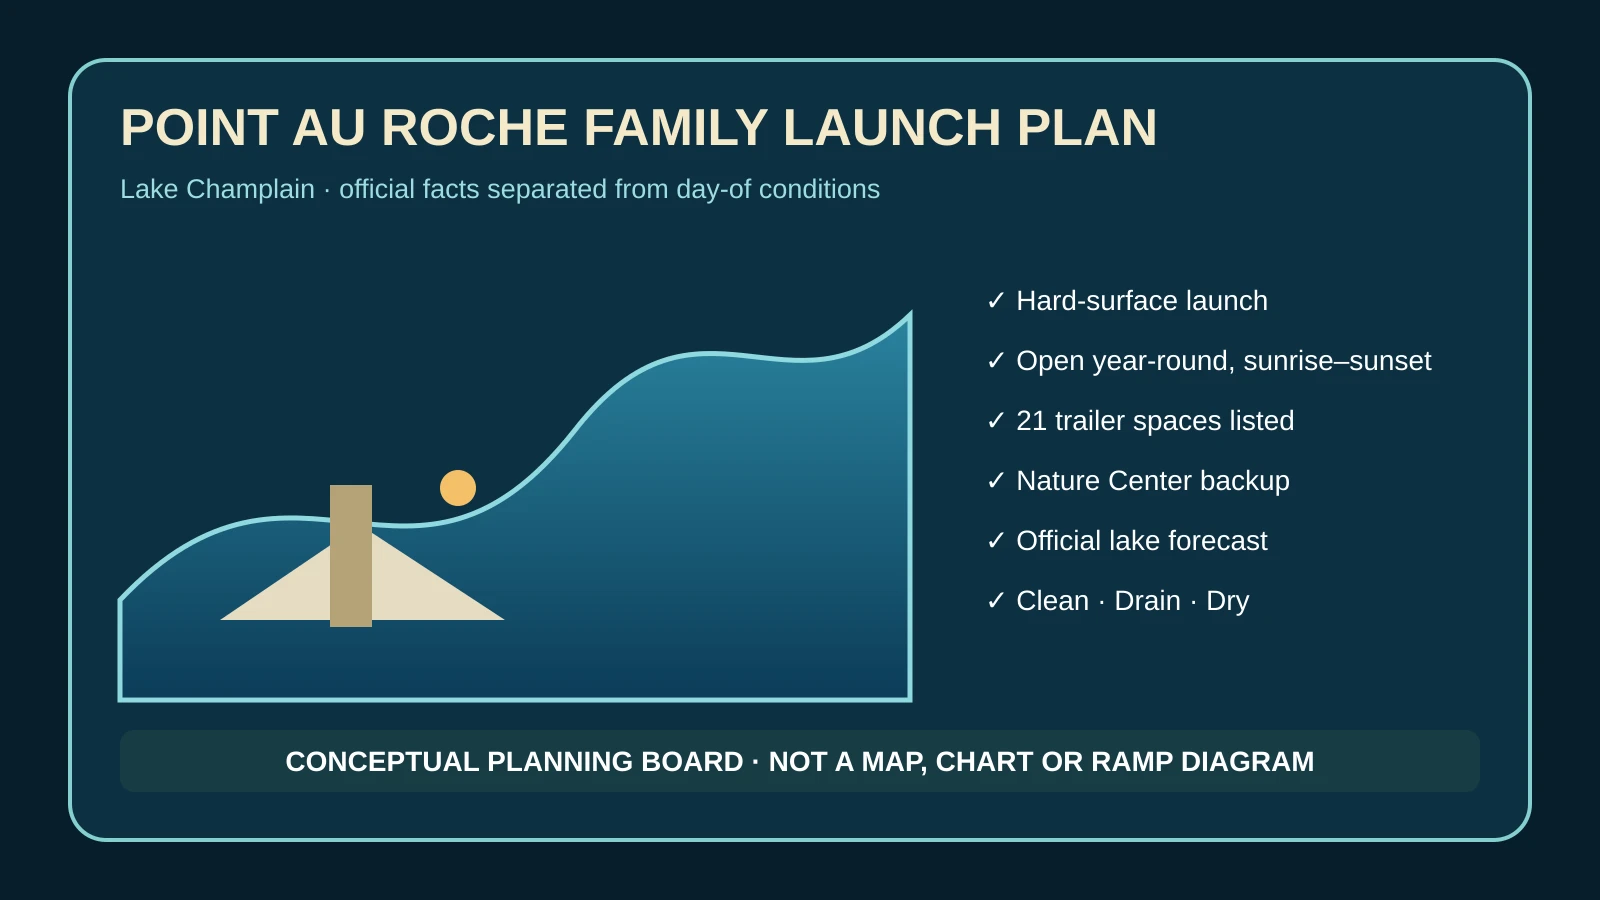 POINT AU ROCHE FAMILY LAUNCH PLAN
Lake Champlain · official facts separated from day-of conditions
✓ Hard-surface launch
✓ Open year-round, sunrise–sunset
✓ 21 trailer spaces listed
✓ Nature Center backup
✓ Official lake forecast
✓ Clean · Drain · Dry
CONCEPTUAL PLANNING BOARD · NOT A MAP, CHART OR RAMP DIAGRAM